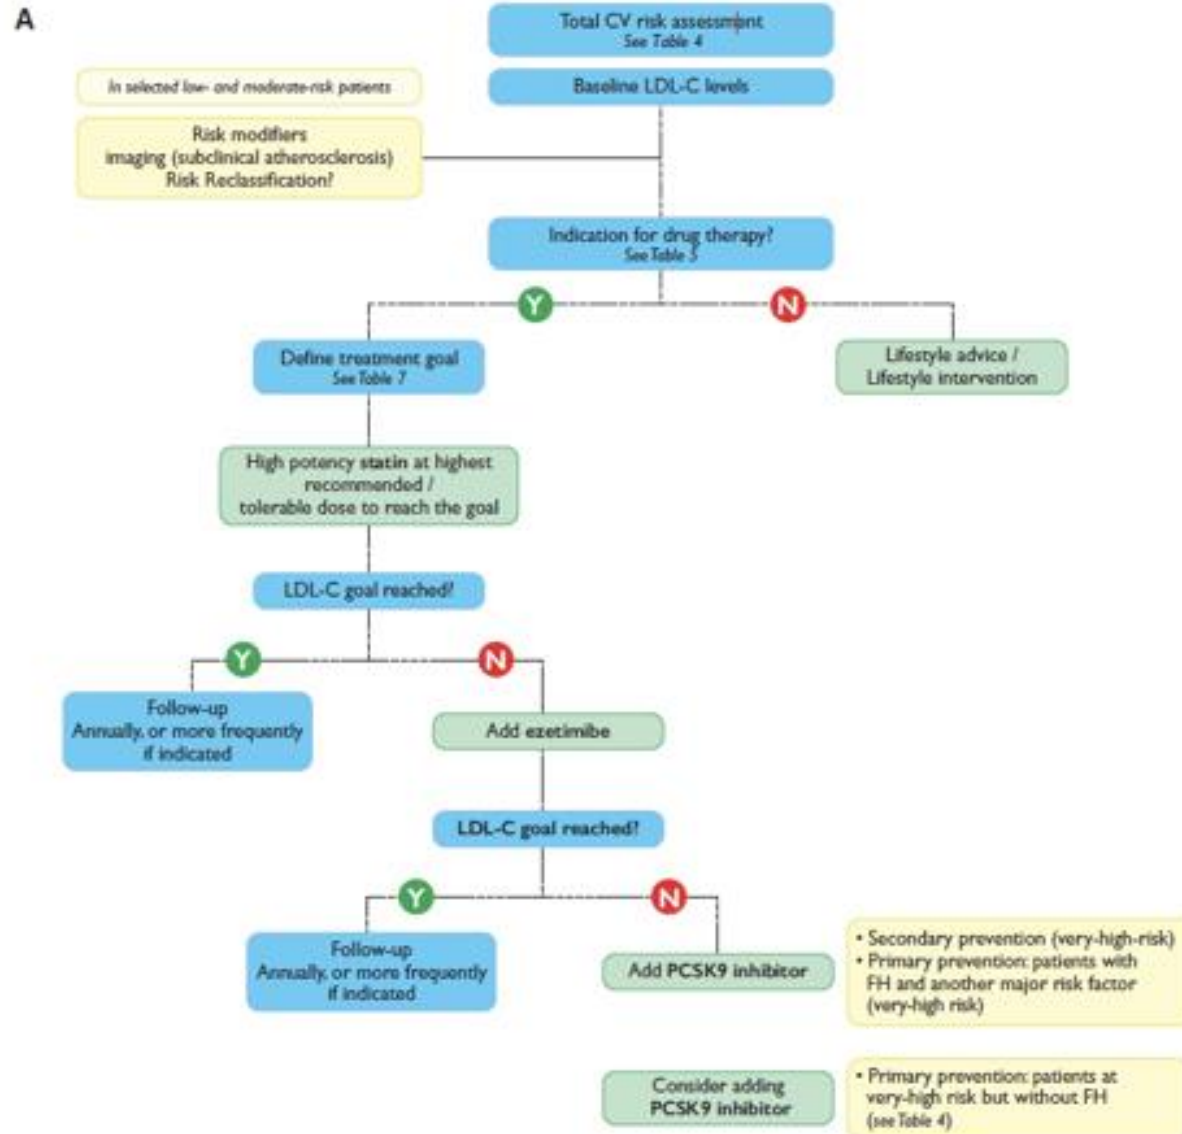 A
Total CV risk assessment
See Table 4
In selected low- and moderate-risk patients
Baseline LDL-C levels
Risk modifiers
imaging (subclinical atherosclerosis)
Risk Reclassification?
Indication for drug therapy?
See Table 5
Y
N
Define treatment goal
See Table 7
Lifestyle advice /
Lifestyle intervention
High potency statin at highest
recommended /
tolerable dose to reach the goal
LDL-C goal reached?
Y
N
Follow-up
Annually, or more frequently
if indicated
Add ezetimibe
LDL-C goal reached?
Y
N
Follow-up
Annually, or more frequently
if indicated
Add PCSK9 inhibitor
• Secondary prevention (very-high-risk)
• Primary prevention: patients with
FH and another major risk factor
(very-high risk)
Consider adding
PCSK9 inhibitor
• Primary prevention: patients at
very-high risk but without FH
(see Table 4)